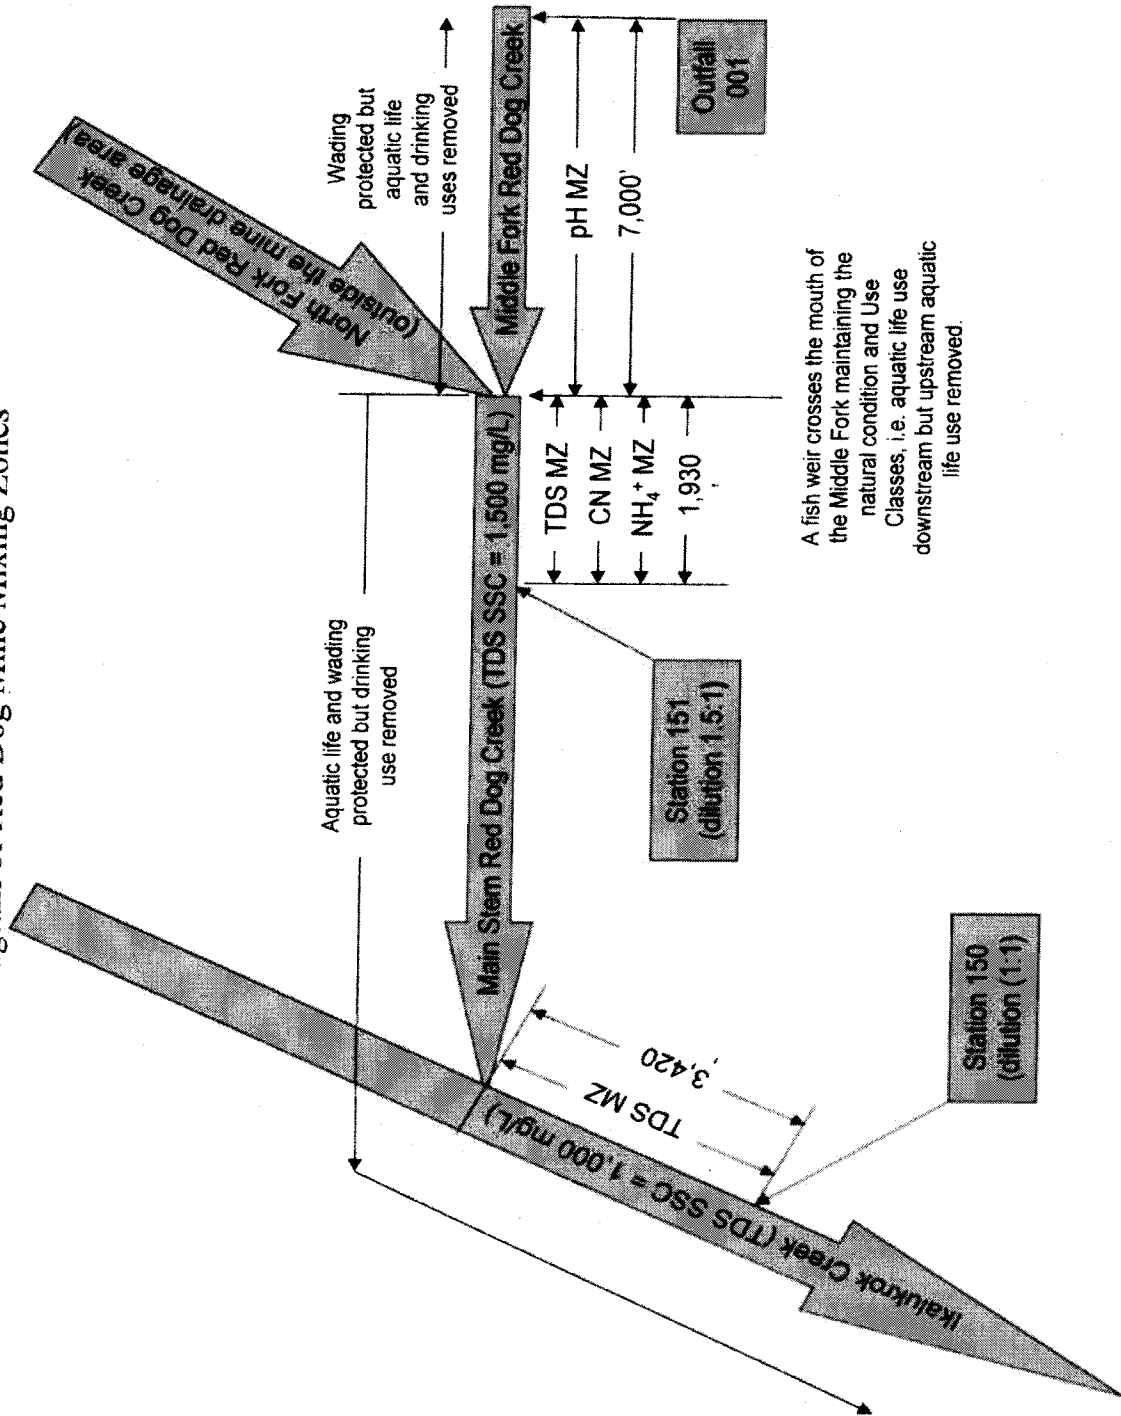 Red Dog Mine Mixing Zones
North Fork Red Dog Creek
(outside the mine drainage area)
Wading
protected but
aquatic life
and drinking
uses removed
Middle Fork Red Dog Creek
pH MZ
7,000'
Outfall
001
Aquatic life and wading
protected but drinking
use removed
Main Stem Red Dog Creek (TDS SSC = 1,500 mg/L)
TDS MZ
CN MZ
NH₄⁺ MZ
1,930
'
A fish weir crosses the mouth of
the Middle Fork maintaining the
natural condition and Use
Classes, i.e. aquatic life use
downstream but upstream aquatic
life use removed.
Station 151
(dilution 1.5:1)
TDS MZ
3,420
'
Station 150
(dilution (1:1)
Ikalukrok Creek (TDS SSC = 1,000 mg/L)